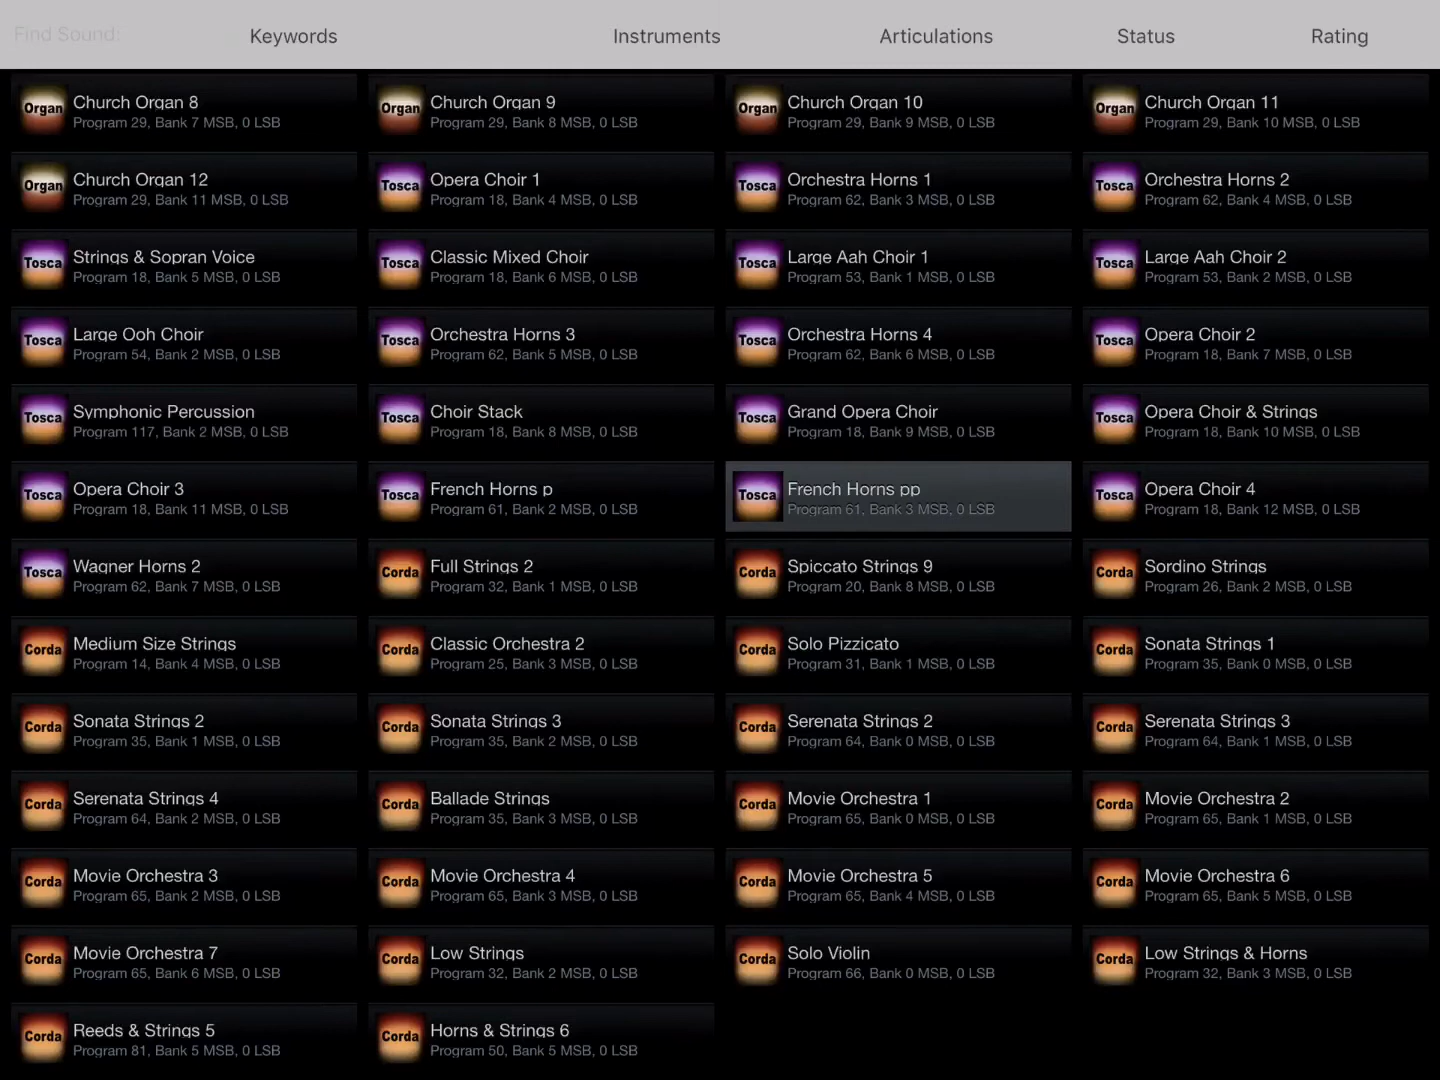 Find Sound:
Keywords
Instruments
Articulations
Status
Rating
Organ
Church Organ 8
Program 29, Bank 7 MSB, 0 LSB
Organ
Church Organ 9
Program 29, Bank 8 MSB, 0 LSB
Organ
Church Organ 10
Program 29, Bank 9 MSB, 0 LSB
Organ
Church Organ 11
Program 29, Bank 10 MSB, 0 LSB
Organ
Church Organ 12
Program 29, Bank 11 MSB, 0 LSB
Tosca
Opera Choir 1
Program 18, Bank 4 MSB, 0 LSB
Tosca
Orchestra Horns 1
Program 62, Bank 3 MSB, 0 LSB
Tosca
Orchestra Horns 2
Program 62, Bank 4 MSB, 0 LSB
Tosca
Strings & Sopran Voice
Program 18, Bank 5 MSB, 0 LSB
Tosca
Classic Mixed Choir
Program 18, Bank 6 MSB, 0 LSB
Tosca
Large Aah Choir 1
Program 53, Bank 1 MSB, 0 LSB
Tosca
Large Aah Choir 2
Program 53, Bank 2 MSB, 0 LSB
Tosca
Large Ooh Choir
Program 54, Bank 2 MSB, 0 LSB
Tosca
Orchestra Horns 3
Program 62, Bank 5 MSB, 0 LSB
Tosca
Orchestra Horns 4
Program 62, Bank 6 MSB, 0 LSB
Tosca
Opera Choir 2
Program 18, Bank 7 MSB, 0 LSB
Tosca
Symphonic Percussion
Program 117, Bank 2 MSB, 0 LSB
Tosca
Choir Stack
Program 18, Bank 8 MSB, 0 LSB
Tosca
Grand Opera Choir
Program 18, Bank 9 MSB, 0 LSB
Tosca
Opera Choir & Strings
Program 18, Bank 10 MSB, 0 LSB
Tosca
Opera Choir 3
Program 18, Bank 11 MSB, 0 LSB
Tosca
French Horns p
Program 61, Bank 2 MSB, 0 LSB
Tosca
French Horns pp
Program 61, Bank 3 MSB, 0 LSB
Tosca
Opera Choir 4
Program 18, Bank 12 MSB, 0 LSB
Tosca
Wagner Horns 2
Program 62, Bank 7 MSB, 0 LSB
Corda
Full Strings 2
Program 32, Bank 1 MSB, 0 LSB
Corda
Spiccato Strings 9
Program 20, Bank 8 MSB, 0 LSB
Corda
Sordino Strings
Program 26, Bank 2 MSB, 0 LSB
Corda
Medium Size Strings
Program 14, Bank 4 MSB, 0 LSB
Corda
Classic Orchestra 2
Program 25, Bank 3 MSB, 0 LSB
Corda
Solo Pizzicato
Program 31, Bank 1 MSB, 0 LSB
Corda
Sonata Strings 1
Program 35, Bank 0 MSB, 0 LSB
Corda
Sonata Strings 2
Program 35, Bank 1 MSB, 0 LSB
Corda
Sonata Strings 3
Program 35, Bank 2 MSB, 0 LSB
Corda
Serenata Strings 2
Program 64, Bank 0 MSB, 0 LSB
Corda
Serenata Strings 3
Program 64, Bank 1 MSB, 0 LSB
Corda
Serenata Strings 4
Program 64, Bank 2 MSB, 0 LSB
Corda
Ballade Strings
Program 35, Bank 3 MSB, 0 LSB
Corda
Movie Orchestra 1
Program 65, Bank 0 MSB, 0 LSB
Corda
Movie Orchestra 2
Program 65, Bank 1 MSB, 0 LSB
Corda
Movie Orchestra 3
Program 65, Bank 2 MSB, 0 LSB
Corda
Movie Orchestra 4
Program 65, Bank 3 MSB, 0 LSB
Corda
Movie Orchestra 5
Program 65, Bank 4 MSB, 0 LSB
Corda
Movie Orchestra 6
Program 65, Bank 5 MSB, 0 LSB
Corda
Movie Orchestra 7
Program 65, Bank 6 MSB, 0 LSB
Corda
Low Strings
Program 32, Bank 2 MSB, 0 LSB
Corda
Solo Violin
Program 66, Bank 0 MSB, 0 LSB
Corda
Low Strings & Horns
Program 32, Bank 3 MSB, 0 LSB
Corda
Reeds & Strings 5
Program 81, Bank 5 MSB, 0 LSB
Corda
Horns & Strings 6
Program 50, Bank 5 MSB, 0 LSB